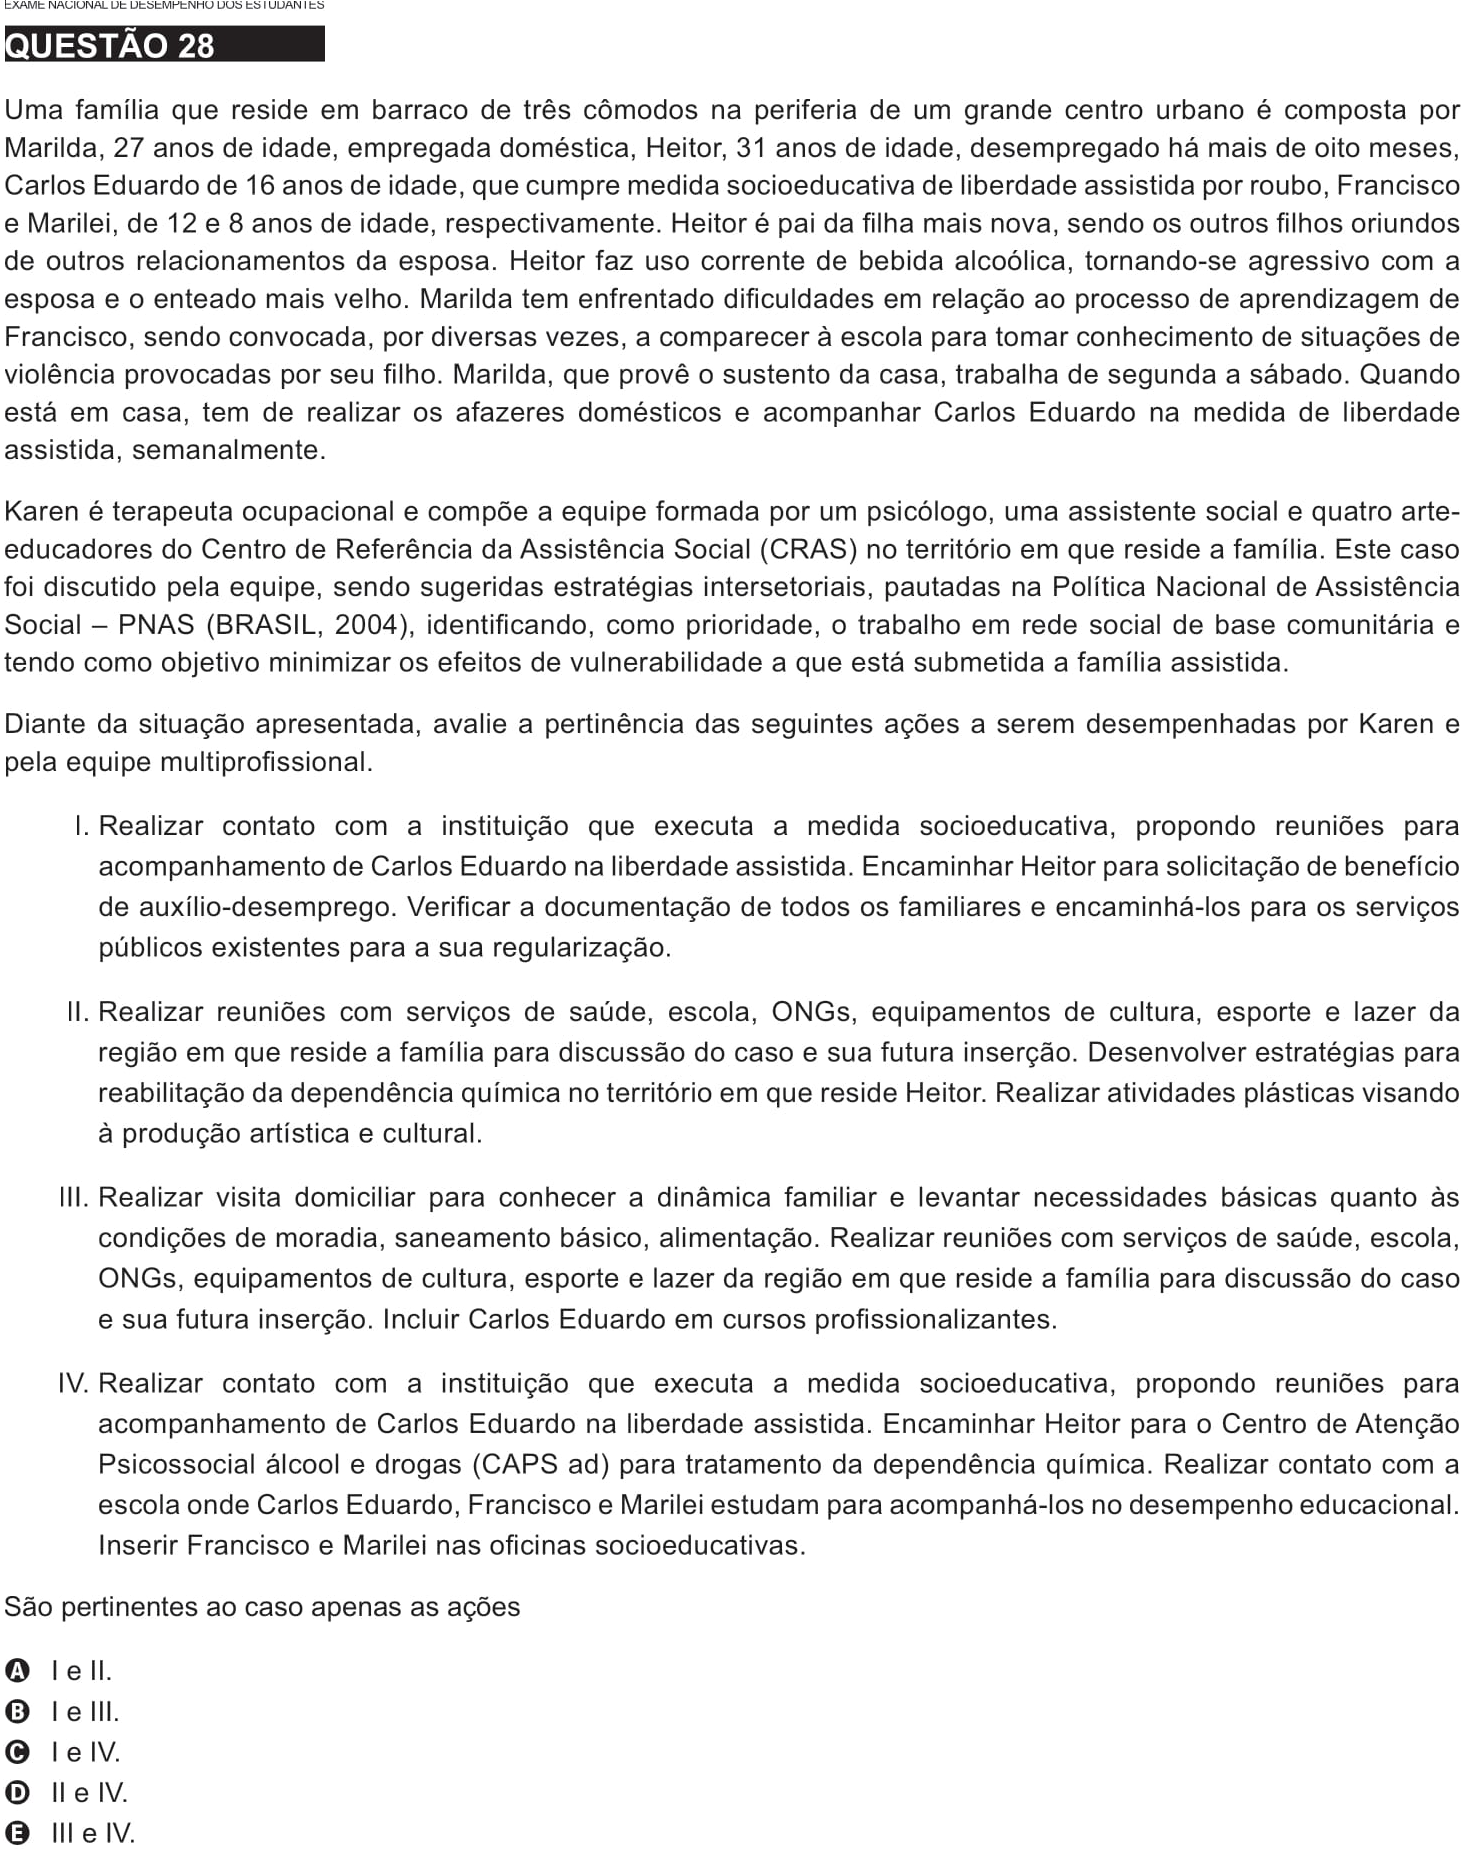 EXAME NACIONAL DE DESEMPENHO DOS ESTUDANTES
QUESTÃO 28
Uma família que reside em barraco de três cômodos na periferia de um grande centro urbano é composta por
Marilda, 27 anos de idade, empregada doméstica, Heitor, 31 anos de idade, desempregado há mais de oito meses,
Carlos Eduardo de 16 anos de idade, que cumpre medida socioeducativa de liberdade assistida por roubo, Francisco
e Marilei, de 12 e 8 anos de idade, respectivamente. Heitor é pai da filha mais nova, sendo os outros filhos oriundos
de outros relacionamentos da esposa. Heitor faz uso corrente de bebida alcoólica, tornando-se agressivo com a
esposa e o enteado mais velho. Marilda tem enfrentado dificuldades em relação ao processo de aprendizagem de
Francisco, sendo convocada, por diversas vezes, a comparecer à escola para tomar conhecimento de situações de
violência provocadas por seu filho. Marilda, que provê o sustento da casa, trabalha de segunda a sábado. Quando
está em casa, tem de realizar os afazeres domésticos e acompanhar Carlos Eduardo na medida de liberdade
assistida, semanalmente.
Karen é terapeuta ocupacional e compõe a equipe formada por um psicólogo, uma assistente social e quatro arte-
educadores do Centro de Referência da Assistência Social (CRAS) no território em que reside a família. Este caso
foi discutido pela equipe, sendo sugeridas estratégias intersetoriais, pautadas na Política Nacional de Assistência
Social – PNAS (BRASIL, 2004), identificando, como prioridade, o trabalho em rede social de base comunitária e
tendo como objetivo minimizar os efeitos de vulnerabilidade a que está submetida a família assistida.
Diante da situação apresentada, avalie a pertinência das seguintes ações a serem desempenhadas por Karen e
pela equipe multiprofissional.
I. Realizar contato com a instituição que executa a medida socioeducativa, propondo reuniões para
acompanhamento de Carlos Eduardo na liberdade assistida. Encaminhar Heitor para solicitação de benefício
de auxílio-desemprego. Verificar a documentação de todos os familiares e encaminhá-los para os serviços
públicos existentes para a sua regularização.
II. Realizar reuniões com serviços de saúde, escola, ONGs, equipamentos de cultura, esporte e lazer da
região em que reside a família para discussão do caso e sua futura inserção. Desenvolver estratégias para
reabilitação da dependência química no território em que reside Heitor. Realizar atividades plásticas visando
à produção artística e cultural.
III. Realizar visita domiciliar para conhecer a dinâmica familiar e levantar necessidades básicas quanto às
condições de moradia, saneamento básico, alimentação. Realizar reuniões com serviços de saúde, escola,
ONGs, equipamentos de cultura, esporte e lazer da região em que reside a família para discussão do caso
e sua futura inserção. Incluir Carlos Eduardo em cursos profissionalizantes.
IV. Realizar contato com a instituição que executa a medida socioeducativa, propondo reuniões para
acompanhamento de Carlos Eduardo na liberdade assistida. Encaminhar Heitor para o Centro de Atenção
Psicossocial álcool e drogas (CAPS ad) para tratamento da dependência química. Realizar contato com a
escola onde Carlos Eduardo, Francisco e Marilei estudam para acompanhá-los no desempenho educacional.
Inserir Francisco e Marilei nas oficinas socioeducativas.
São pertinentes ao caso apenas as ações
A I e II.
B I e III.
C I e IV.
D II e IV.
E III e IV.